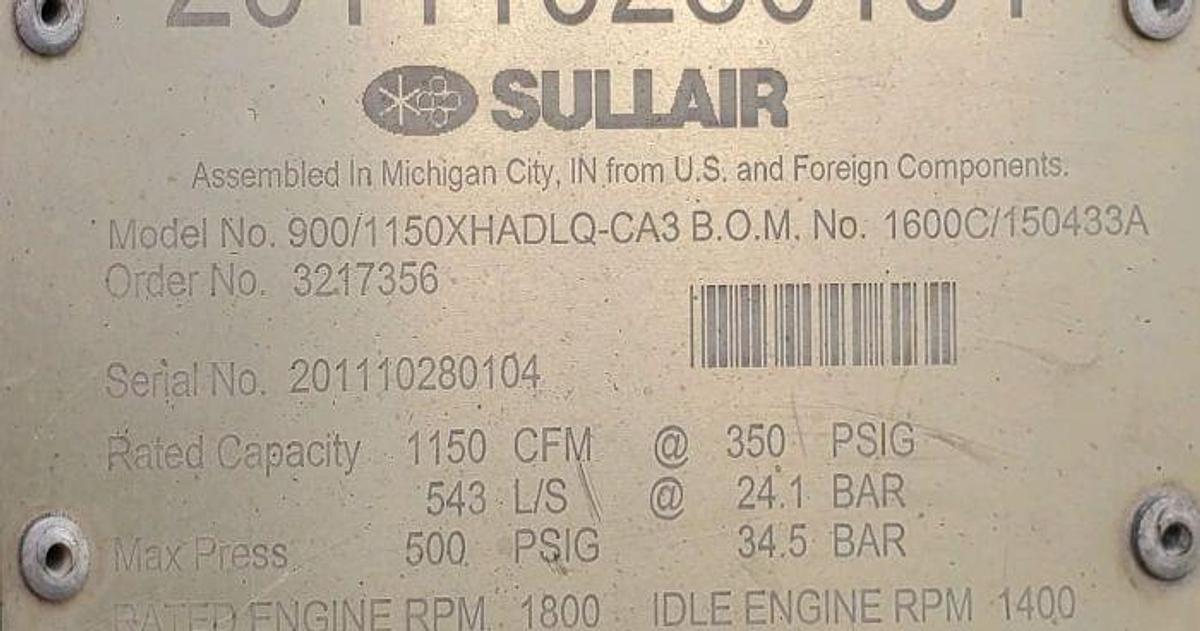 201110280104
SULLAIR
Assembled In Michigan City, IN from U.S. and Foreign Components.
Model No. 900/1150XHADLQ-CA3 B.O.M. No. 1600C/150433A
Order No. 3217356
Serial No. 201110280104
Rated Capacity 1150 CFM @ 350 PSIG
543 L/S @ 24.1 BAR
Max Press 500 PSIG 34.5 BAR
RATED ENGINE RPM 1800 IDLE ENGINE RPM 1400